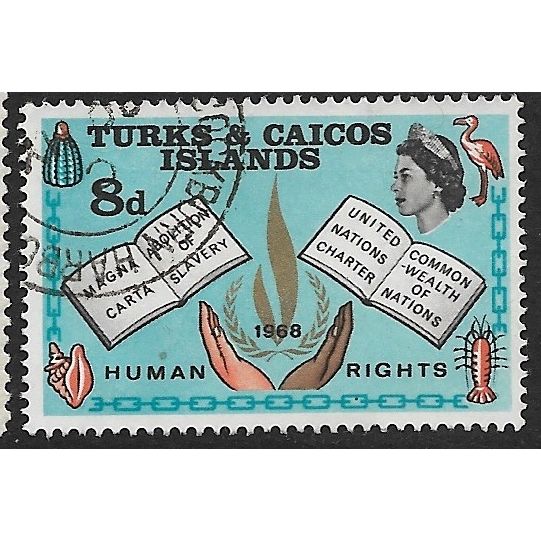 TURKS & CAICOS
ISLANDS
8d
MAGNA
CARTA
ABOLITION
OF
SLAVERY
UNITED
NATIONS
CHARTER
COMMON
-WEALTH
OF
NATIONS
1968
HUMAN RIGHTS